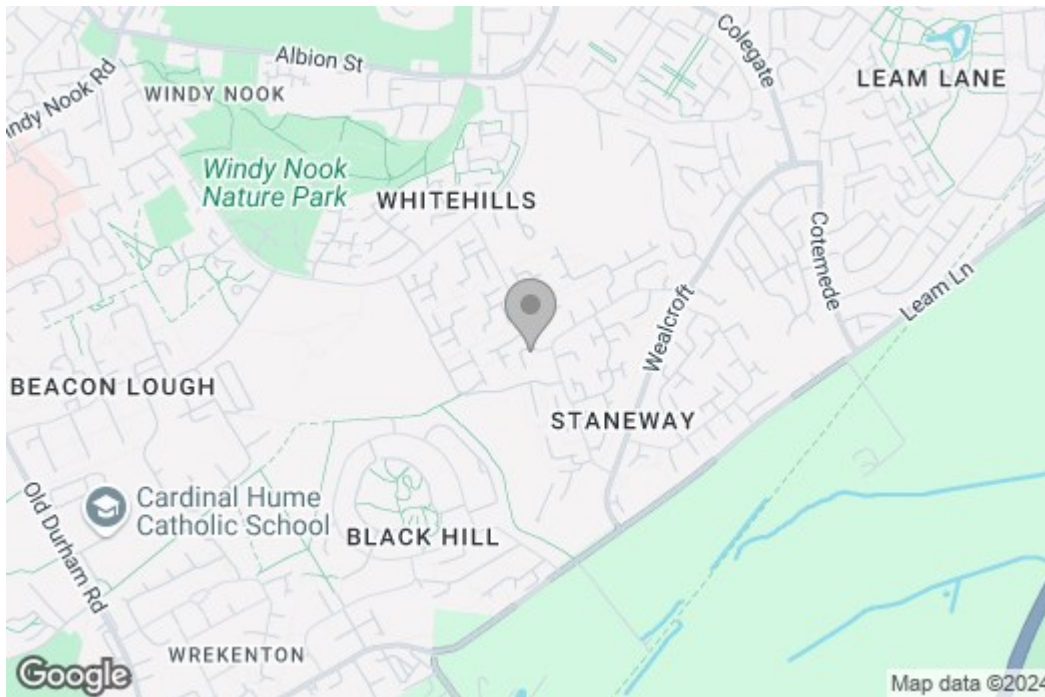 Albion St
Colegate
LEAM LANE
WINDY NOOK
Nook Rd
Windy Nook
Nature Park
WHITEHILLS
Cotemede
Leam Ln
Wealcroft
BEACON LOUGH
STANEWAY
Old Durham Rd
Cardinal Hume
Catholic School
BLACK HILL
WREKENTON
Google
Map data ©2024